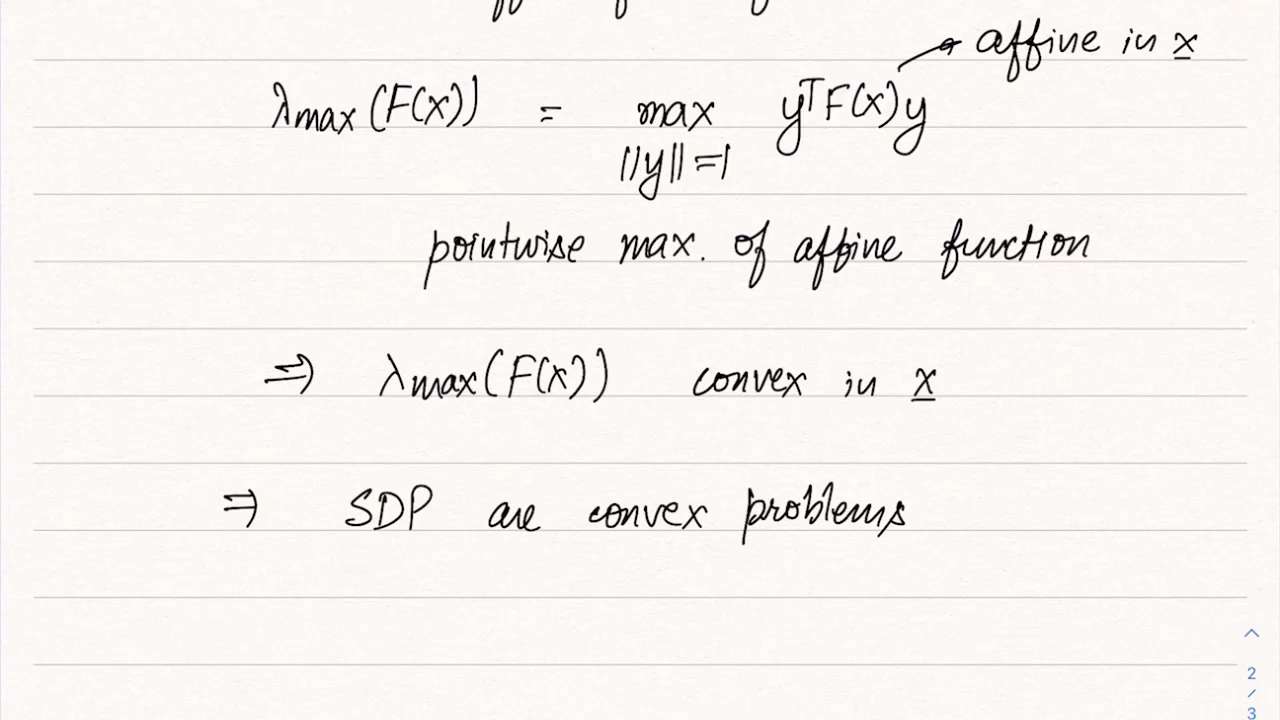 affine in x
λmax (F(x)) = max yᵀF(x)y
||y||=1
pointwise max. of affine function
⇒ λmax(F(x)) convex in x
⇒ SDP are convex problems
2
/
3